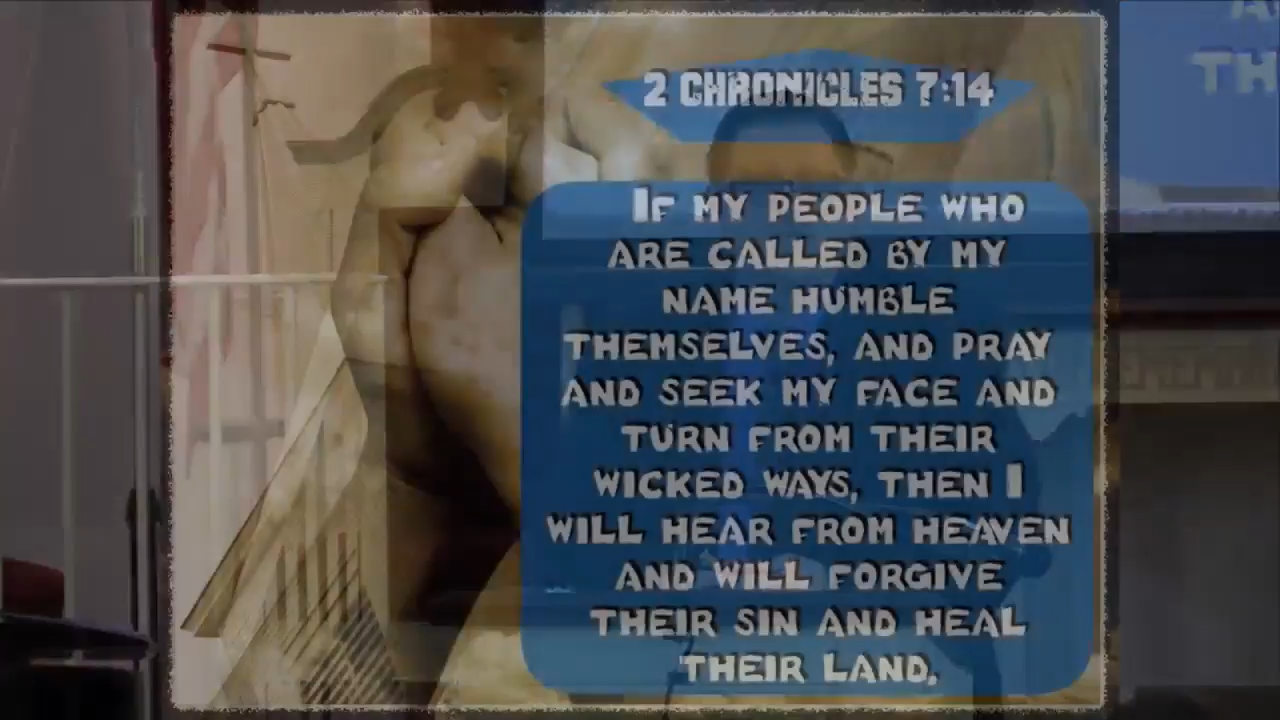 2 CHRONICLES 7:14
IF MY PEOPLE WHO
ARE CALLED BY MY
NAME HUMBLE
THEMSELVES, AND PRAY
AND SEEK MY FACE AND
TURN FROM THEIR
WICKED WAYS, THEN I
WILL HEAR FROM HEAVEN
AND WILL FORGIVE
THEIR SIN AND HEAL
THEIR LAND.
TH